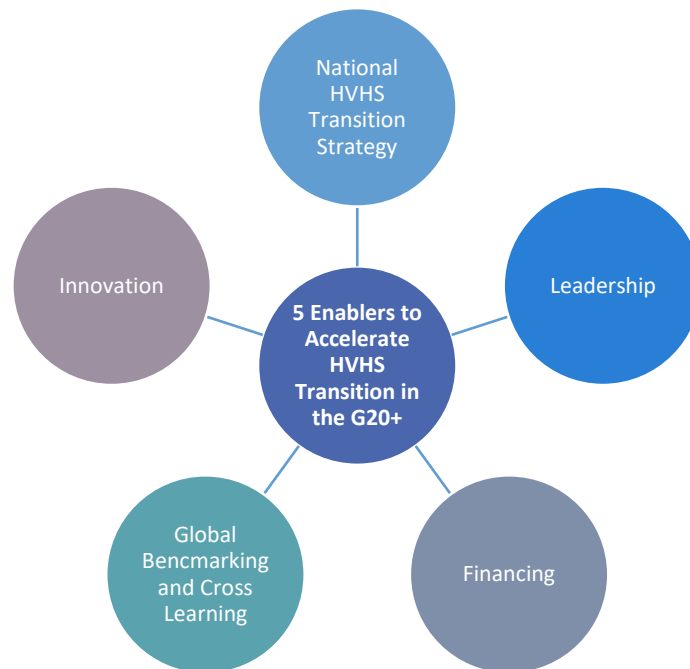 National
HVHS
Transition
Strategy
Innovation
Leadership
5 Enablers to
Accelerate
HVHS
Transition in
the G20+
Global
Bencmarking
and Cross
Learning
Financing